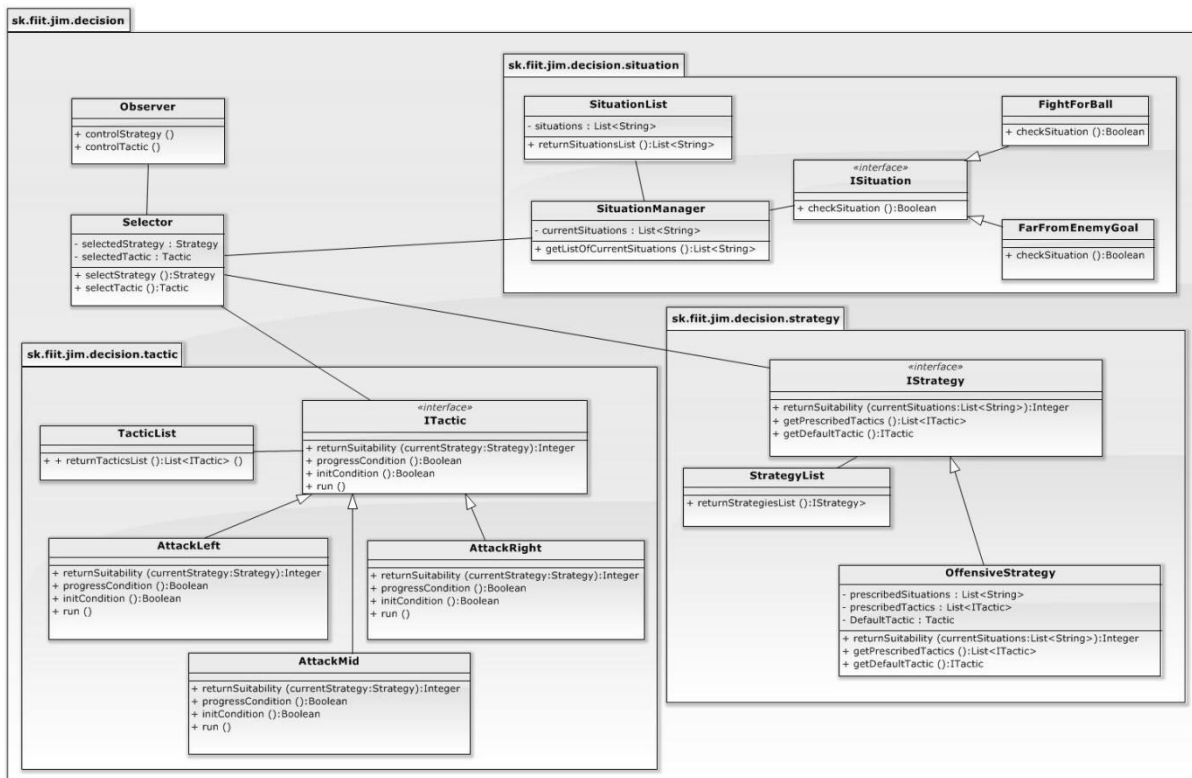 sk.fiit.jim.decision
Observer
+ controlStrategy ()
+ controlTactic ()
Selector
- selectedStrategy : Strategy
- selectedTactic : Tactic
+ selectStrategy ():Strategy
+ selectTactic ():Tactic
sk.fiit.jim.decision.situation
SituationList
- situations : List<String>
+ returnSituationsList ():List<String>
SituationManager
- currentSituations : List<String>
+ getListOfCurrentSituations ():List<String>
«interface»
ISituation
+ checkSituation ():Boolean
FightForBall
+ checkSituation ():Boolean
FarFromEnemyGoal
+ checkSituation ():Boolean
sk.fiit.jim.decision.tactic
TacticList
+ + returnTacticsList ():List<ITactic> ()
«interface»
ITactic
+ returnSuitability (currentStrategy:Strategy):Integer
+ progressCondition ():Boolean
+ initCondition ():Boolean
+ run ()
AttackLeft
+ returnSuitability (currentStrategy:Strategy):Integer
+ progressCondition ():Boolean
+ initCondition ():Boolean
+ run ()
AttackRight
+ returnSuitability (currentStrategy:Strategy):Integer
+ progressCondition ():Boolean
+ initCondition ():Boolean
+ run ()
AttackMid
+ returnSuitability (currentStrategy:Strategy):Integer
+ progressCondition ():Boolean
+ initCondition ():Boolean
+ run ()
sk.fiit.jim.decision.strategy
«interface»
IStrategy
+ returnSuitability (currentSituations:List<String>):Integer
+ getPrescribedTactics ():List<ITactic>
+ getDefaultTactic ():ITactic
StrategyList
+ returnStrategiesList ():IStrategy>
OffensiveStrategy
- prescribedSituations : List<String>
- prescribedTactics : List<ITactic>
- DefaultTactic : Tactic
+ returnSuitability (currentSituations:List<String>):Integer
+ getPrescribedTactics ():List<ITactic>
+ getDefaultTactic ():ITactic